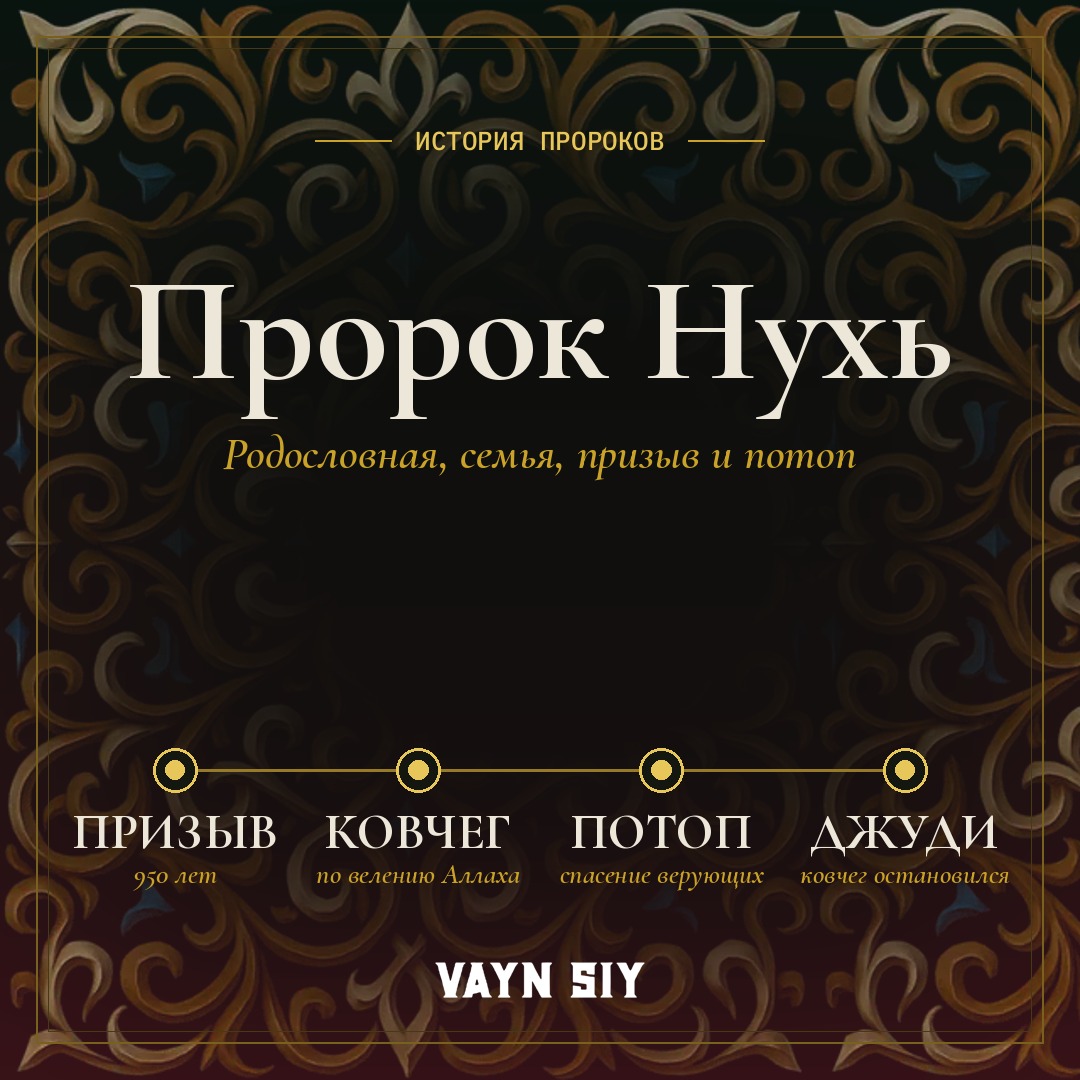 ИСТОРИЯ ПРОРОКОВ
Пророк Нухь
Родословная, семья, призыв и потоп
ПРИЗЫВ КОВЧЕГ ПОТОП ДЖУДИ
950 лет по велению Аллаха спасение верующих ковчег остановился
VAYN SIY